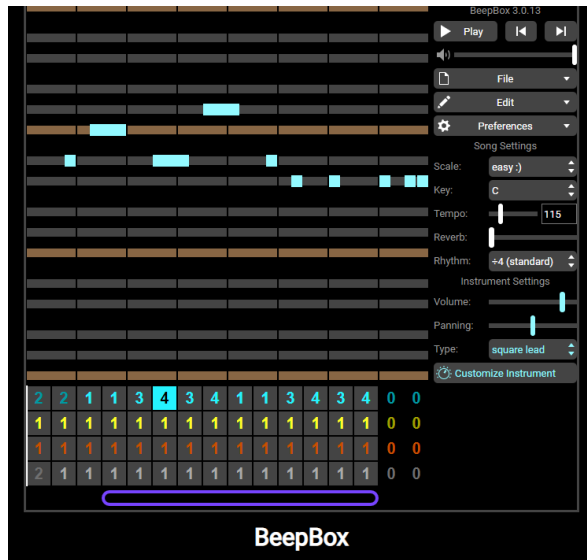 BeepBox 3.0.13
Play
File
Edit
Preferences
Song Settings
Scale: easy :)
Key: C
Tempo: 115
Reverb:
Rhythm: ÷4 (standard)
Instrument Settings
Volume:
Panning:
Type: square lead
Customize Instrument
2 2 1 1 3 4 3 4 1 1 3 4 3 4 0 0
1 1 1 1 1 1 1 1 1 1 1 1 1 1 0 0
1 1 1 1 1 1 1 1 1 1 1 1 1 1 0 0
2 1 1 1 1 1 1 1 1 1 1 1 1 1 0 0
BeepBox